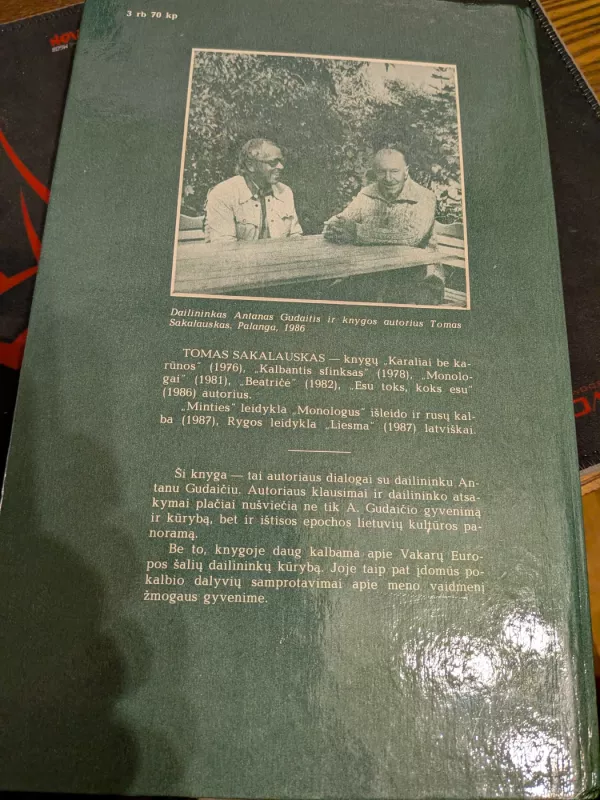 3 rb 70 kp
Dailininkas Antanas Gudaitis ir knygos autorius Tomas
Sakalauskas, Palanga, 1986
TOMAS SAKALAUSKAS — knygų „Karaliai be ka-
rūnos" (1976), „Kalbantis sfinksas" (1978), „Monolo-
gai" (1981), „Beatričė" (1982), „Esu toks, koks esu"
(1986) autorius.
„Minties" leidykla „Monologus" išleido ir rusų kal-
ba (1987), Rygos leidykla „Liesma" (1987) latviškai.
Ši knyga — tai autoriaus dialogai su dailininku An-
tanu Gudaičiu. Autoriaus klausimai ir dailininko atsa-
kymai plačiai nušviečia ne tik A. Gudaičio gyvenimą
ir kūrybą, bet ir ištisos epochos lietuvių kultūros pa-
noramą.
Be to, knygoje daug kalbama apie Vakarų Euro-
pos šalių dailininkų kūrybą. Joje taip pat įdomūs po-
kalbio dalyvių samprotavimai apie meno vaidmenį
žmogaus gyvenime.